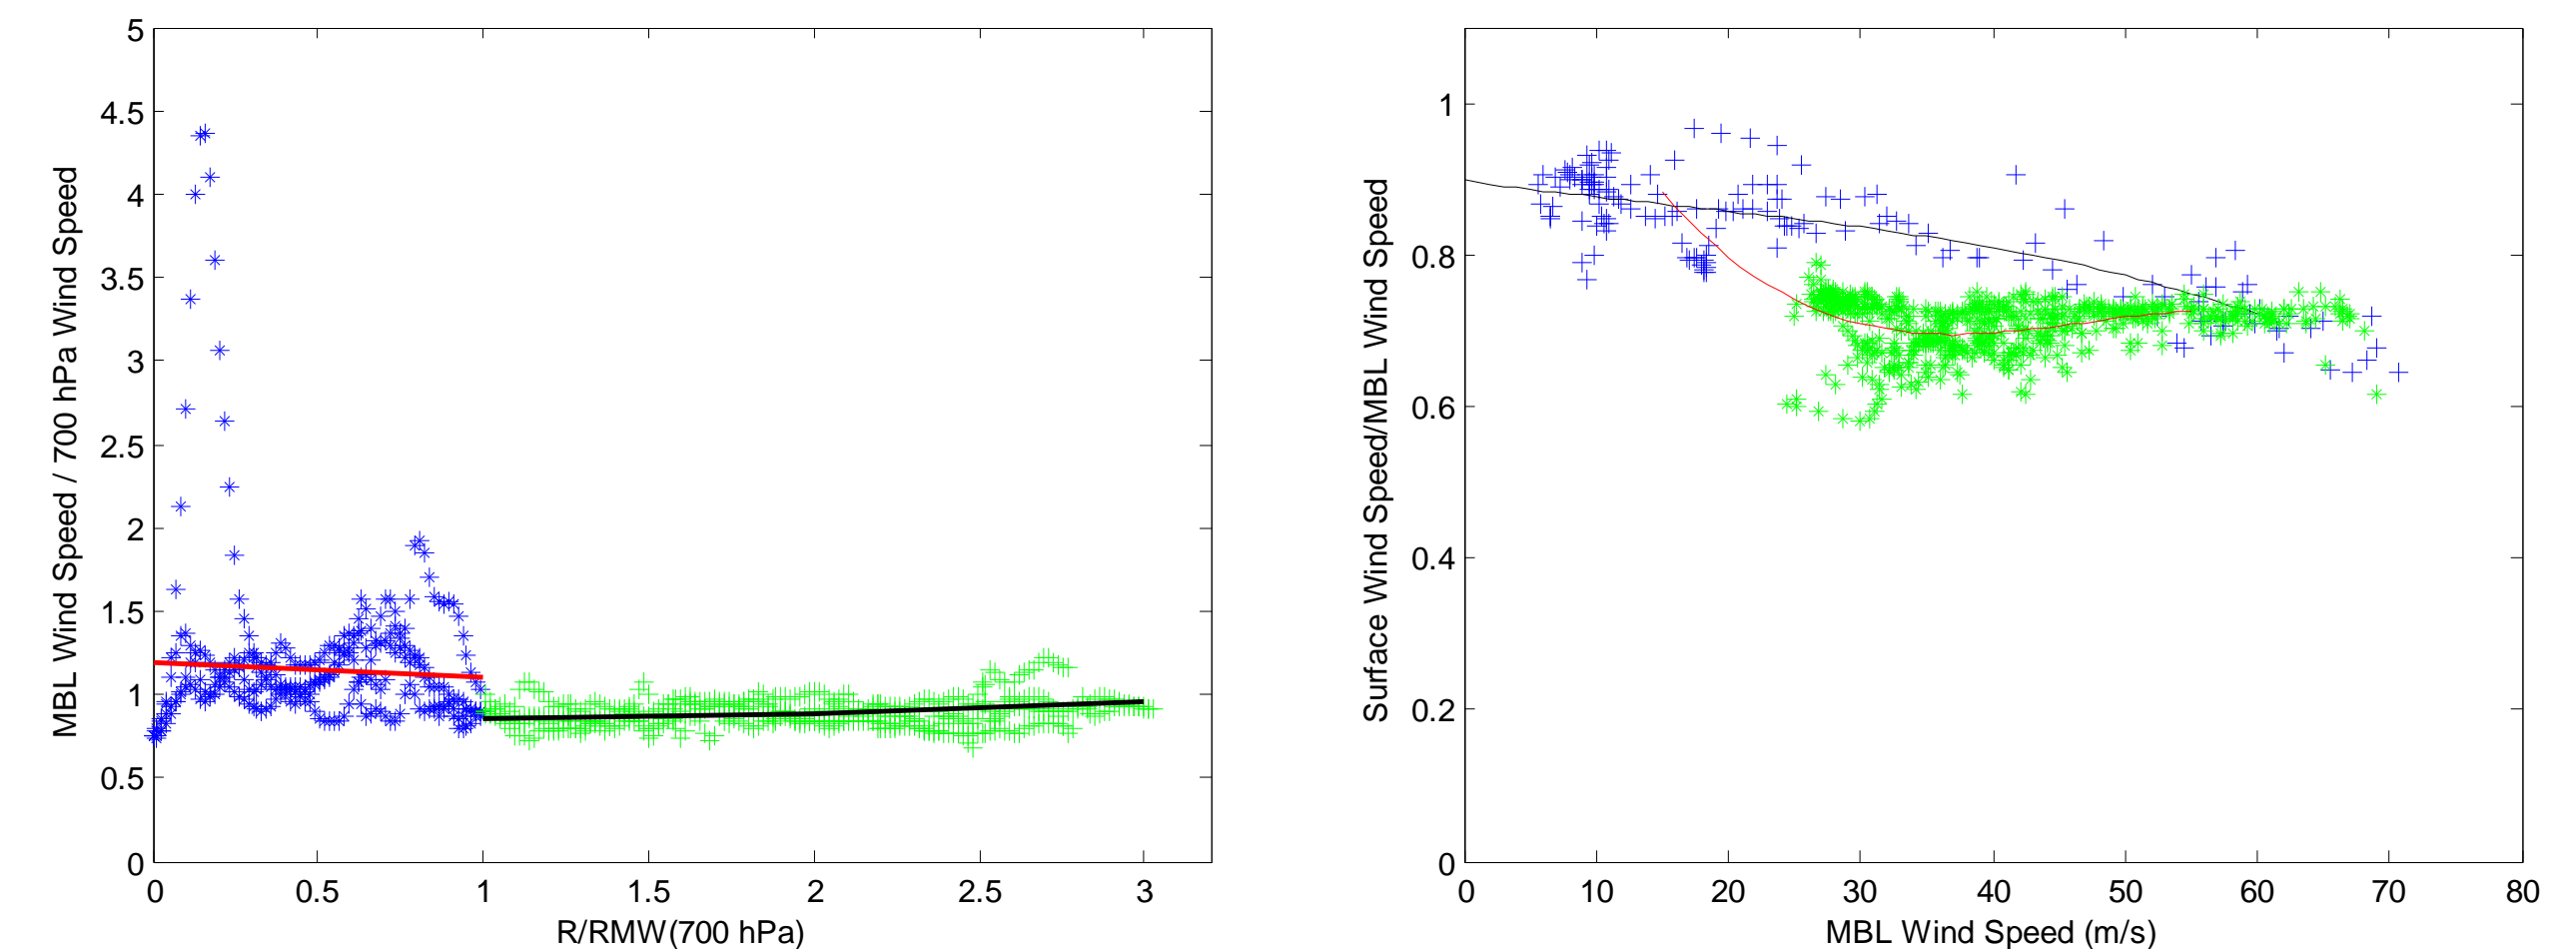 MBL Wind Speed / 700 hPa Wind Speed
5
4.5
4
3.5
3
2.5
2
1.5
1
0.5
0
0 0.5 1 1.5 2 2.5 3
R/RMW(700 hPa)
Surface Wind Speed/MBL Wind Speed
1
0.8
0.6
0.4
0.2
0
0 10 20 30 40 50 60 70 80
MBL Wind Speed (m/s)